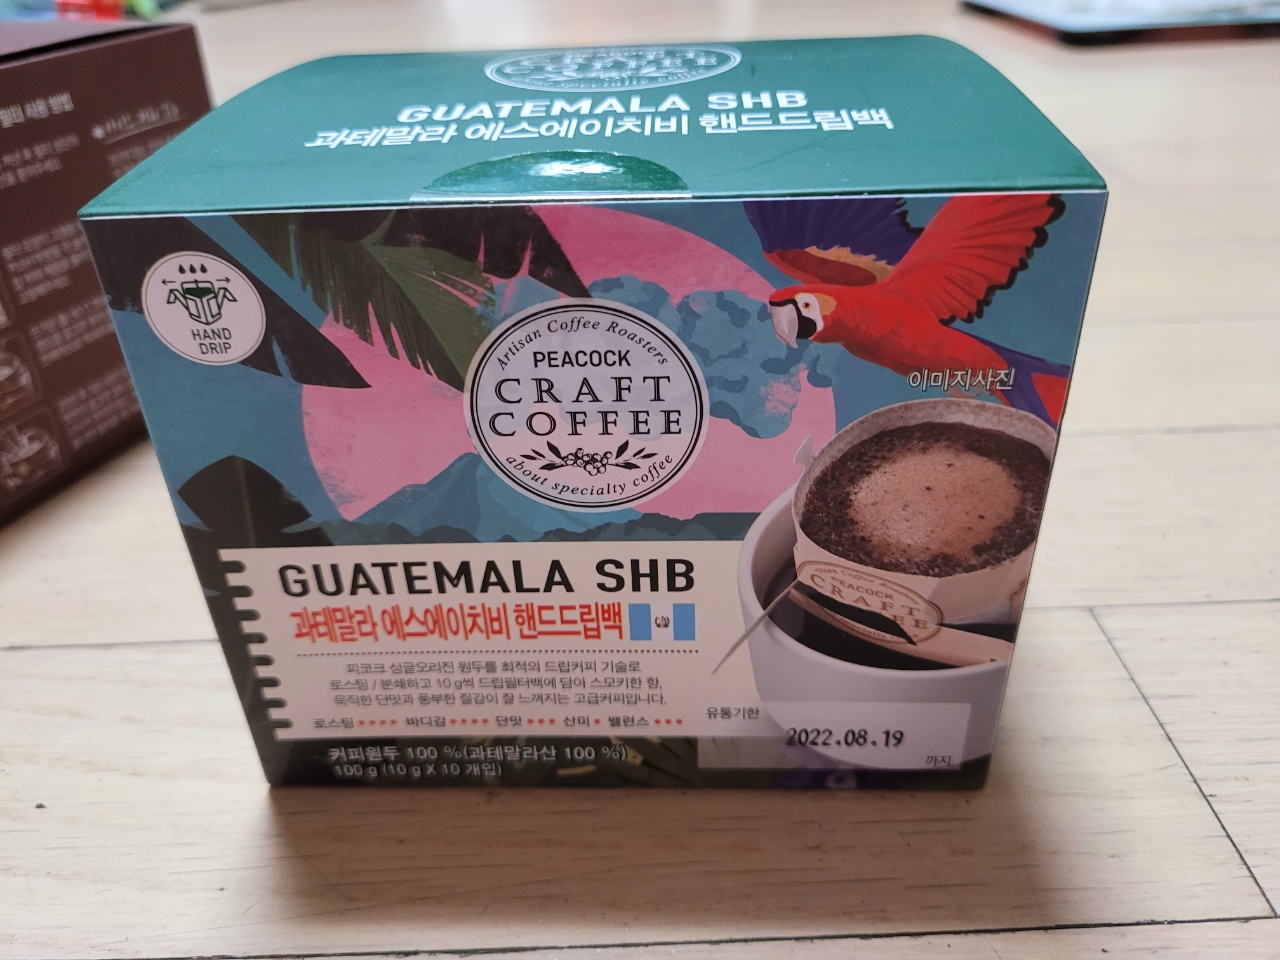 CRAFT COFFEE
about specialty coffee
GUATEMALA SHB
과테말라 에스에이치비 핸드드립백
HAND
DRIP
Artisan Coffee Roasters
PEACOCK
CRAFT
COFFEE
about specialty coffee
이미지사진
GUATEMALA SHB
과테말라 에스에이치비 핸드드립백
피코크 싱글오리진 원두를 최적의 드립커피 기술로
로스팅 / 분쇄하고 10 g씩 드립필터백에 담아 스모키한 향,
묵직한 단맛과 풍부한 질감이 잘 느껴지는 고급커피입니다.
로스팅 •••• 바디감 •••• 단맛 ••• 산미 • 밸런스 •••
커피원두 100 %(과테말라산 100 %)
100 g (10 g X 10 개입)
유통기한
2022.08.19
까지
PEACOCK
CRAFT